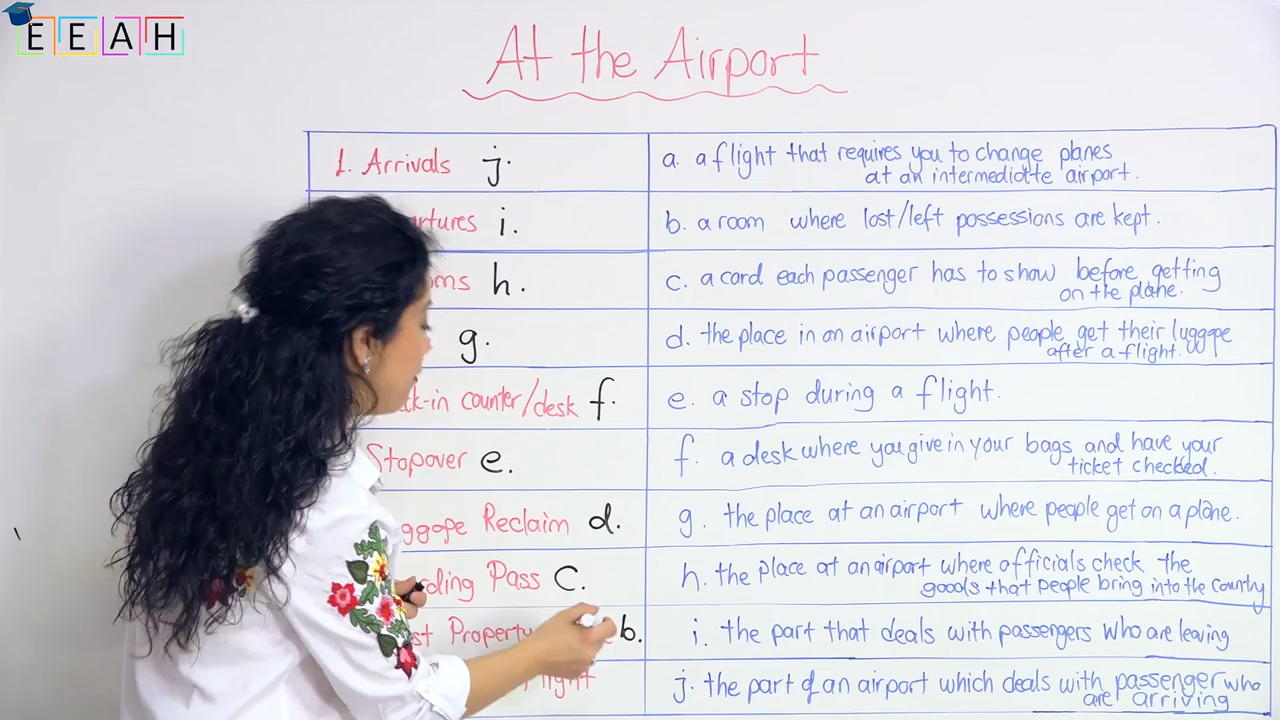 EEAH
At the Airport
1. Arrivals j.
a. a flight that requires you to change planes
at an intermediate airport.
i.
b. a room where lost/left possessions are kept.
h.
c. a card each passenger has to show before getting
on the plane.
g.
d. the place in an airport where people get their luggage
after a flight.
counter/desk f.
e. a stop during a flight.
Stopover e.
f. a desk where you give in your bags and have your
ticket checked.
Reclaim d.
g. the place at an airport where people get on a plane.
Pass C.
h. the place at an airport where officials check the
goods that people bring into the country
Property b.
i. the part that deals with passengers who are leaving
j. the part of an airport which deals with passenger who
are arriving